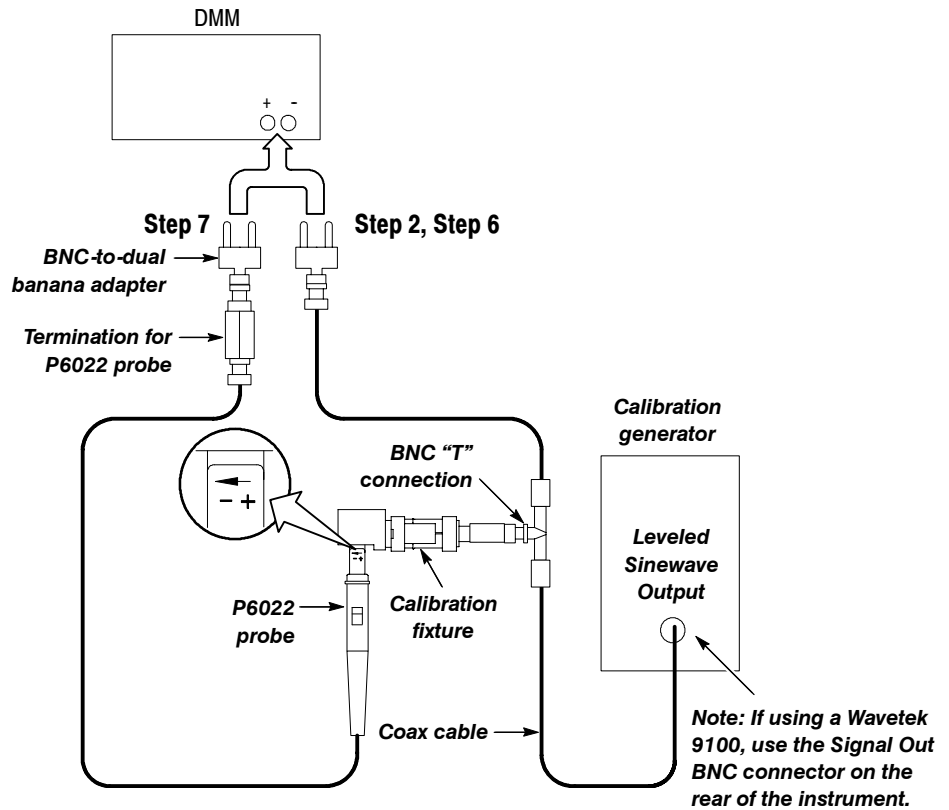 DMM
+ -
Step 7
Step 2, Step 6
BNC-to-dual
banana adapter
Termination for
P6022 probe
Calibration
generator
BNC “T”
connection
- +
Leveled
Sinewave
Output
- +
P6022
probe
Calibration
fixture
Coax cable
Note: If using a Wavetek
9100, use the Signal Out
BNC connector on the
rear of the instrument.